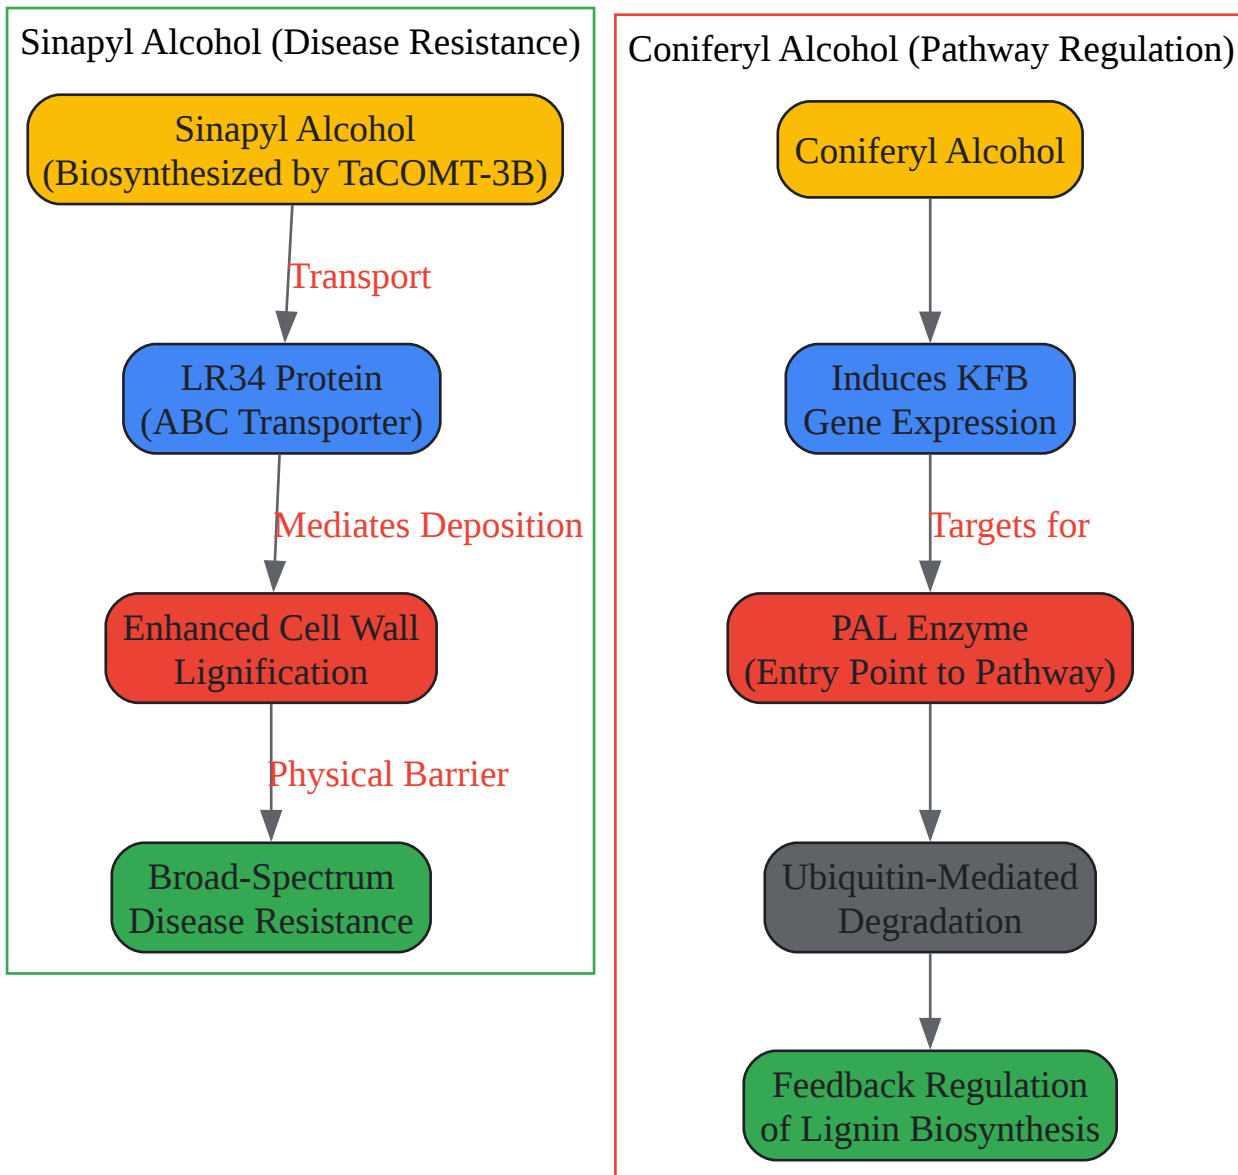 Sinapyl Alcohol (Disease Resistance)
Sinapyl Alcohol
(Biosynthesized by TaCOMT-3B)
Transport
LR34 Protein
(ABC Transporter)
Mediates Deposition
Enhanced Cell Wall
Lignification
Physical Barrier
Broad-Spectrum
Disease Resistance
Coniferyl Alcohol (Pathway Regulation)
Coniferyl Alcohol
Induces KFB
Gene Expression
Targets for
PAL Enzyme
(Entry Point to Pathway)
Ubiquitin-Mediated
Degradation
Feedback Regulation
of Lignin Biosynthesis